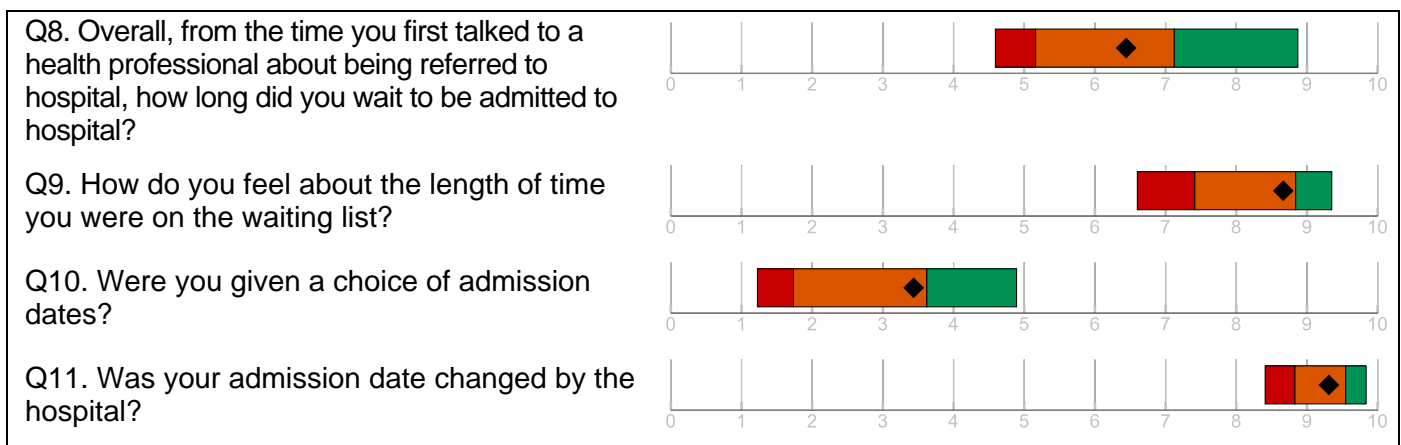 Q8. Overall, from the time you first talked to a
health professional about being referred to
hospital, how long did you wait to be admitted to
hospital?
0 1 2 3 4 5 6 7 8 9 10
Q9. How do you feel about the length of time
you were on the waiting list?
0 1 2 3 4 5 6 7 8 9 10
Q10. Were you given a choice of admission
dates?
0 1 2 3 4 5 6 7 8 9 10
Q11. Was your admission date changed by the
hospital?
0 1 2 3 4 5 6 7 8 9 10